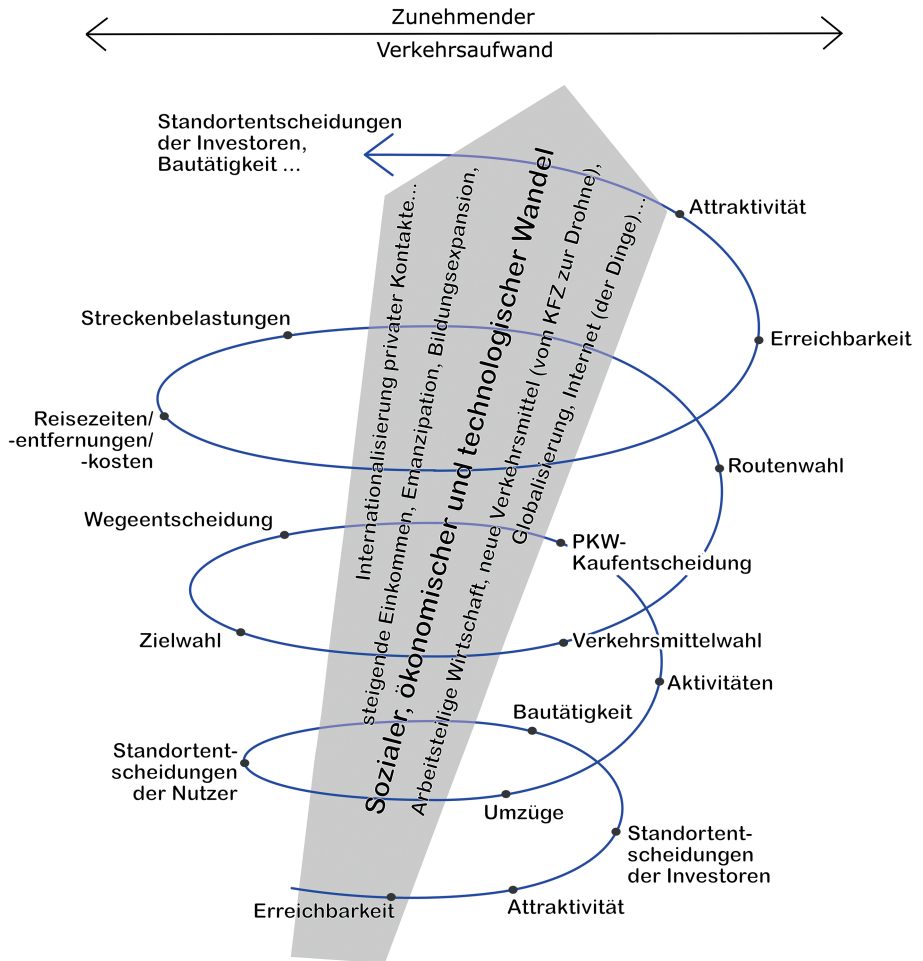 Zunehmender
Verkehrsaufwand
Standortentscheidungen
der Investoren,
Bautätigkeit ...
Attraktivität
Streckenbelastungen
Erreichbarkeit
Reisezeiten/
-entfernungen/
-kosten
Routenwahl
Wegeentscheidung
PKW-
Kaufentscheidung
Zielwahl
Verkehrsmittelwahl
Aktivitäten
Bautätigkeit
Standortent-
scheidungen
der Nutzer
Umzüge
Standortent-
scheidungen
der Investoren
Erreichbarkeit
Attraktivität
Internationalisierung privater Kontakte...
steigende Einkommen, Emanzipation, Bildungsexpansion,
Sozialer, ökonomischer und technologischer Wandel
Arbeitsteilige Wirtschaft, neue Verkehrsmittel (vom KFZ zur Drohne),
Globalisierung, Internet (der Dinge)...